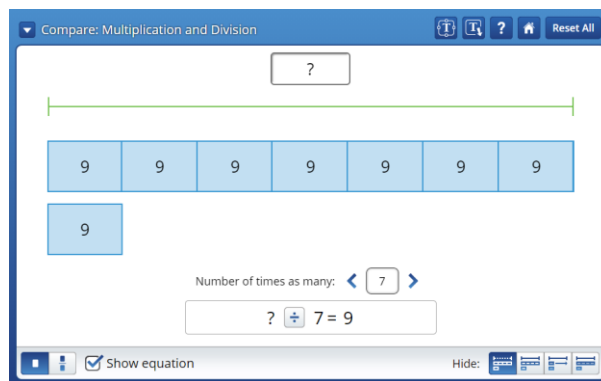 Compare: Multiplication and Division T T ? Reset All
?
9 9 9 9 9 9 9
9
Number of times as many: 7
? ÷ 7 = 9
Show equation Hide: